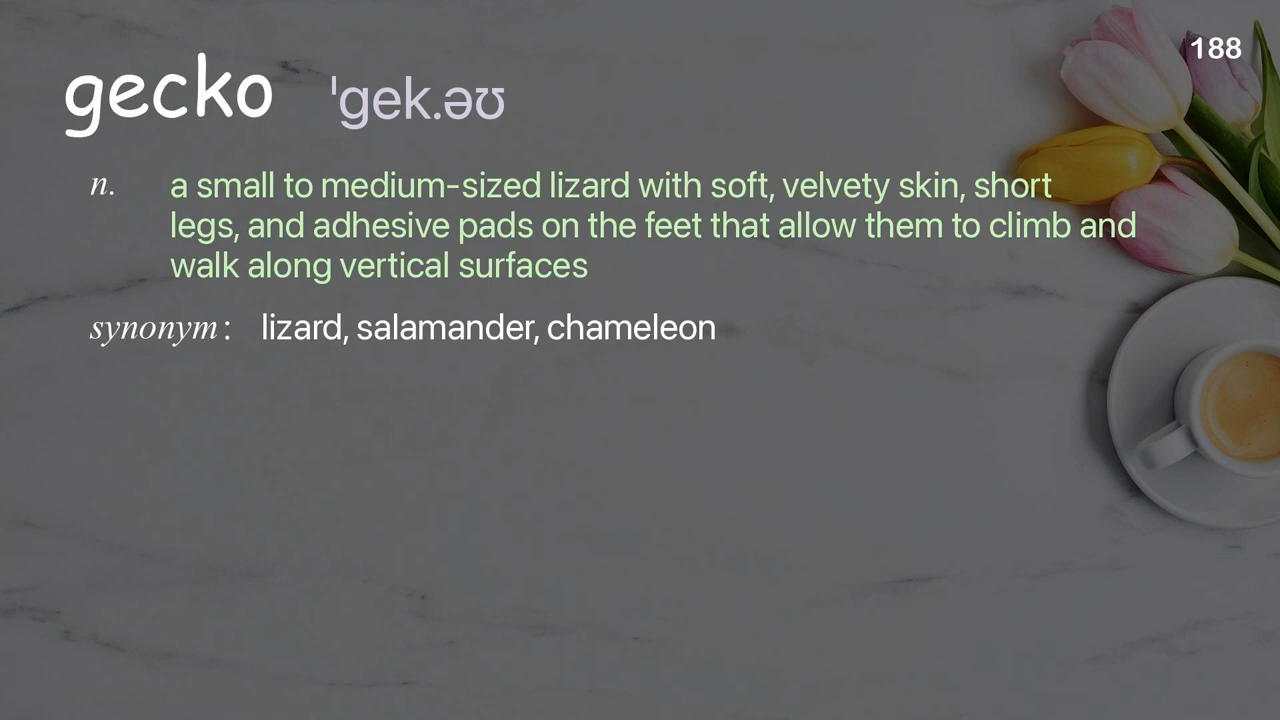 188
gecko ˈgek.əʊ
n. a small to medium-sized lizard with soft, velvety skin, short
legs, and adhesive pads on the feet that allow them to climb and
walk along vertical surfaces
synonym: lizard, salamander, chameleon